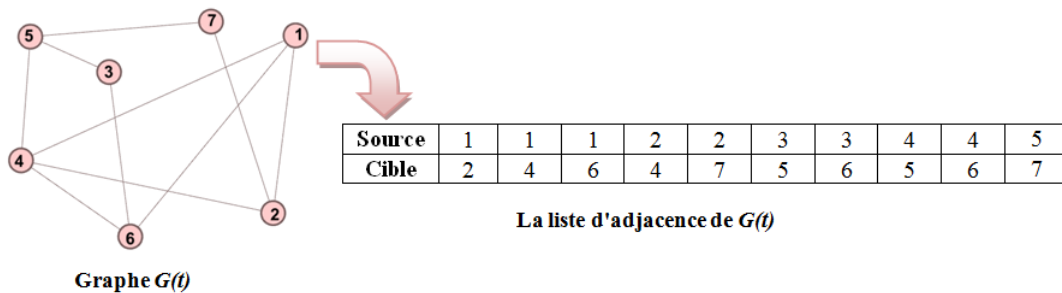 7
5
1
3
4
2
6
Source 1 1 1 2 2 3 3 4 4 5
Cible 2 4 6 4 7 5 6 5 6 7
La liste d'adjacence de G(t)
Graphe G(t)